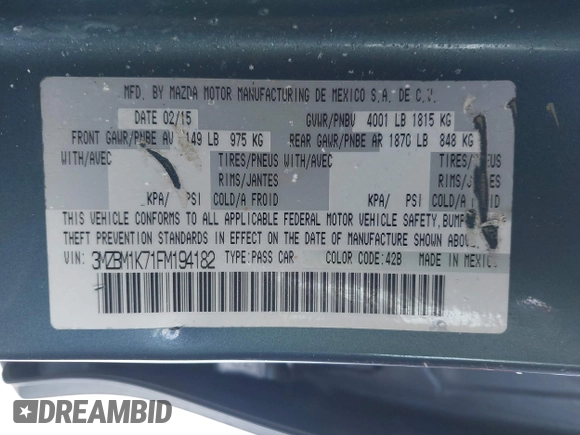 MFD. BY MAZDA MOTOR MANUFACTURING DE MEXICO S.A. DE C.V.
DATE 02/15 GVWR/PNBV 4001 LB 1815 KG
FRONT GAWR/PNBE AV 149 LB 975 KG REAR GAWR/PNBE AR 1870 LB 848 KG
WITH/AVEC TIRES/PNEUS WITH/AVEC TIRES/PNEUS
RIMS/JANTES RIMS/JANTES
KPA/ PSI COLD/A FROID KPA/ PSI COLD/A FROID
THIS VEHICLE CONFORMS TO ALL APPLICABLE FEDERAL MOTOR VEHICLE SAFETY, BUMP
THEFT PREVENTION STANDARDS IN EFFECT ON THE DATE OF MANUFACTURE SHOWN ABOVE
VIN: 3MZBM1K71FM194182 TYPE: PASS CAR COLOR CODE: 42B MADE IN MEXICO
DREAMBID